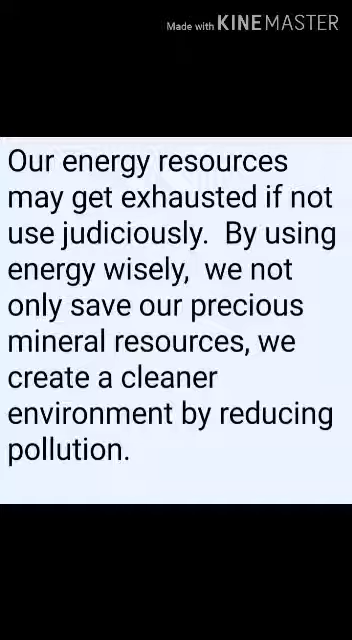 Made with KINEMASTER
Our energy resources
may get exhausted if not
use judiciously. By using
energy wisely, we not
only save our precious
mineral resources, we
create a cleaner
environment by reducing
pollution.